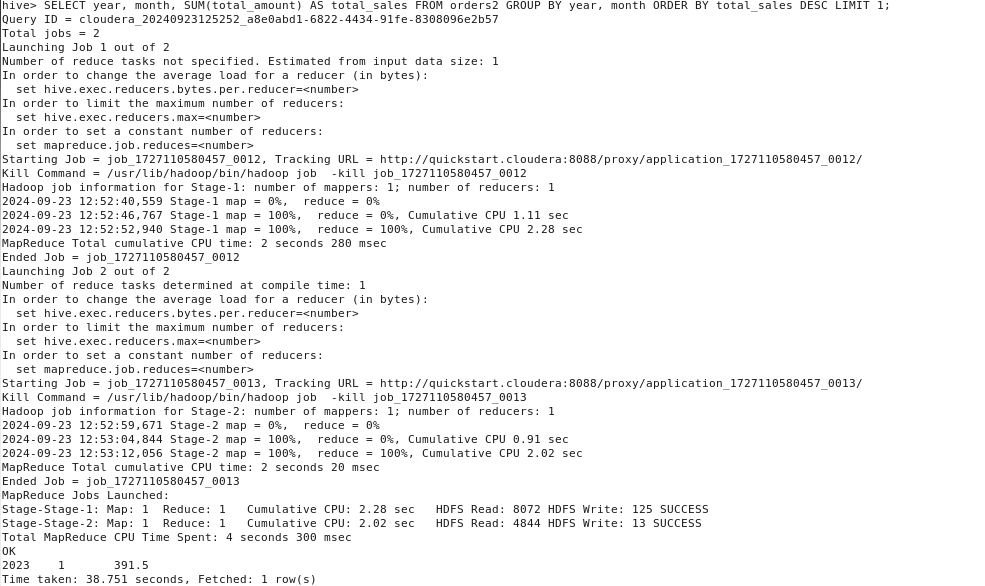 hive> SELECT year, month, SUM(total_amount) AS total_sales FROM orders2 GROUP BY year, month ORDER BY total_sales DESC LIMIT 1;
Query ID = cloudera_20240923125252_a8e0abd1-6822-4434-91fe-8308096e2b57
Total jobs = 2
Launching Job 1 out of 2
Number of reduce tasks not specified. Estimated from input data size: 1
In order to change the average load for a reducer (in bytes):
  set hive.exec.reducers.bytes.per.reducer=<number>
In order to limit the maximum number of reducers:
  set hive.exec.reducers.max=<number>
In order to set a constant number of reducers:
  set mapreduce.job.reduces=<number>
Starting Job = job_1727110580457_0012, Tracking URL = http://quickstart.cloudera:8088/proxy/application_1727110580457_0012/
Kill Command = /usr/lib/hadoop/bin/hadoop job  -kill job_1727110580457_0012
Hadoop job information for Stage-1: number of mappers: 1; number of reducers: 1
2024-09-23 12:52:40,559 Stage-1 map = 0%,  reduce = 0%
2024-09-23 12:52:46,767 Stage-1 map = 100%,  reduce = 0%, Cumulative CPU 1.11 sec
2024-09-23 12:52:52,940 Stage-1 map = 100%,  reduce = 100%, Cumulative CPU 2.28 sec
MapReduce Total cumulative CPU time: 2 seconds 280 msec
Ended Job = job_1727110580457_0012
Launching Job 2 out of 2
Number of reduce tasks determined at compile time: 1
In order to change the average load for a reducer (in bytes):
  set hive.exec.reducers.bytes.per.reducer=<number>
In order to limit the maximum number of reducers:
  set hive.exec.reducers.max=<number>
In order to set a constant number of reducers:
  set mapreduce.job.reduces=<number>
Starting Job = job_1727110580457_0013, Tracking URL = http://quickstart.cloudera:8088/proxy/application_1727110580457_0013/
Kill Command = /usr/lib/hadoop/bin/hadoop job  -kill job_1727110580457_0013
Hadoop job information for Stage-2: number of mappers: 1; number of reducers: 1
2024-09-23 12:52:59,671 Stage-2 map = 0%,  reduce = 0%
2024-09-23 12:53:04,844 Stage-2 map = 100%,  reduce = 0%, Cumulative CPU 0.91 sec
2024-09-23 12:53:12,056 Stage-2 map = 100%,  reduce = 100%, Cumulative CPU 2.02 sec
MapReduce Total cumulative CPU time: 2 seconds 20 msec
Ended Job = job_1727110580457_0013
MapReduce Jobs Launched:
Stage-Stage-1: Map: 1  Reduce: 1   Cumulative CPU: 2.28 sec   HDFS Read: 8072 HDFS Write: 125 SUCCESS
Stage-Stage-2: Map: 1  Reduce: 1   Cumulative CPU: 2.02 sec   HDFS Read: 4844 HDFS Write: 13 SUCCESS
Total MapReduce CPU Time Spent: 4 seconds 300 msec
OK
2023    1       391.5
Time taken: 38.751 seconds, Fetched: 1 row(s)